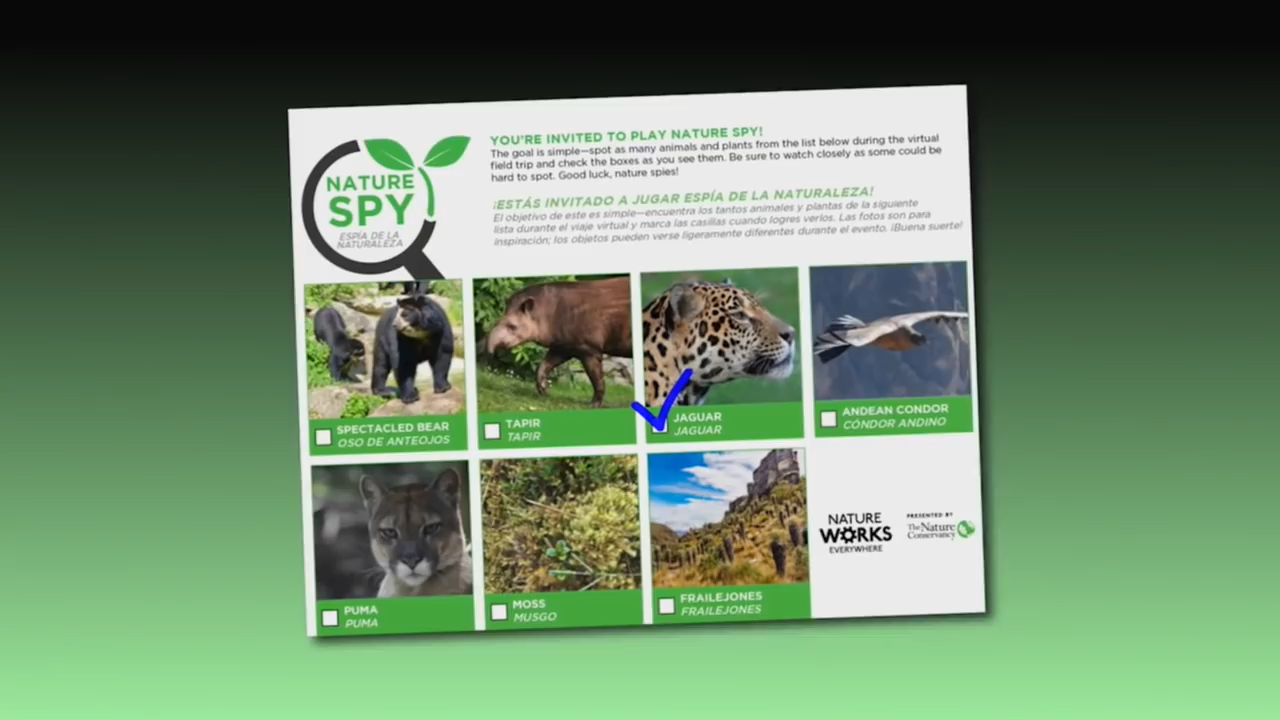 NATURE
SPY
ESPÍA DE LA
NATURALEZA
YOU'RE INVITED TO PLAY NATURE SPY!
The goal is simple—spot as many animals and plants from the list below during the virtual
field trip and check the boxes as you see them. Be sure to watch closely as some could be
hard to spot. Good luck, nature spies!
¡ESTÁS INVITADO A JUGAR ESPÍA DE LA NATURALEZA!
El objetivo de este es simple—encuentra los tantos animales y plantas de la siguiente
lista durante el viaje virtual y marca las casillas cuando logres verlos. Las fotos son para
inspiración; los objetos pueden verse ligeramente diferentes durante el evento. ¡Buena suerte!
SPECTACLED BEAR
OSO DE ANTEOJOS
TAPIR
TAPIR
JAGUAR
JAGUAR
ANDEAN CONDOR
CÓNDOR ANDINO
PUMA
PUMA
MOSS
MUSGO
FRAILEJONES
FRAILEJONES
NATURE
WORKS
EVERYWHERE
PRESENTED BY
The Nature
Conservancy